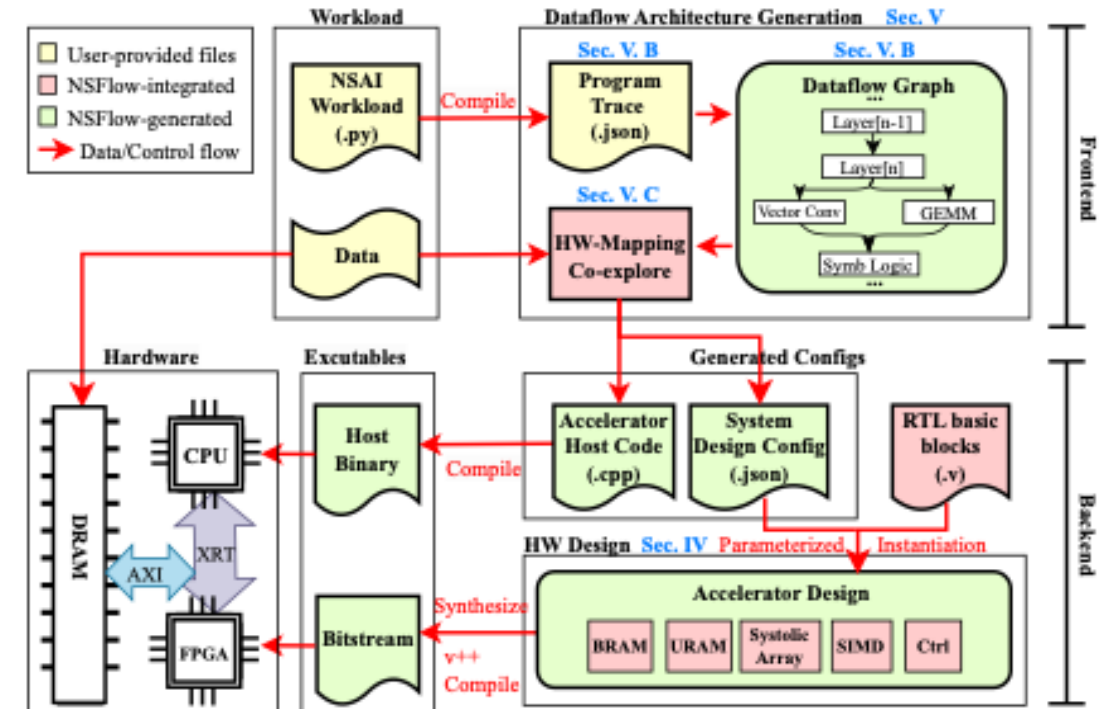 Workload
Dataflow Architecture Generation Sec. V
User-provided files
NSFlow-integrated
NSFlow-generated
Data/Control flow
NSAI
Workload
(.py)
Compile
Sec. V. B
Program
Trace
(.json)
Sec. V. B
Dataflow Graph
...
Layer[n-1]
Layer[n]
Vector Conv
GEMM
Symb Logic
...
Data
Sec. V. C
HW-Mapping
Co-explore
Frontend
Hardware
Excutables
Generated Configs
DRAM
CPU
XRT
AXI
FPGA
Host
Binary
Compile
Accelerator
Host Code
(.cpp)
System
Design Config
(.json)
RTL basic
blocks
(.v)
HW Design Sec. IV Parameterized Instantiation
Bitstream
Synthesize
v++
Compile
Accelerator Design
BRAM
URAM
Systolic
Array
SIMD
Ctrl
Backend